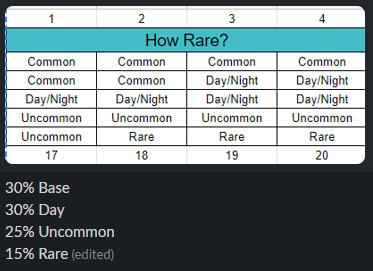 1 2 3 4
How Rare?
Common Common Common Common
Common Common Day/Night Day/Night
Day/Night Day/Night Day/Night Day/Night
Uncommon Uncommon Uncommon Uncommon
Uncommon Rare Rare Rare
17 18 19 20
30% Base
30% Day
25% Uncommon
15% Rare (edited)